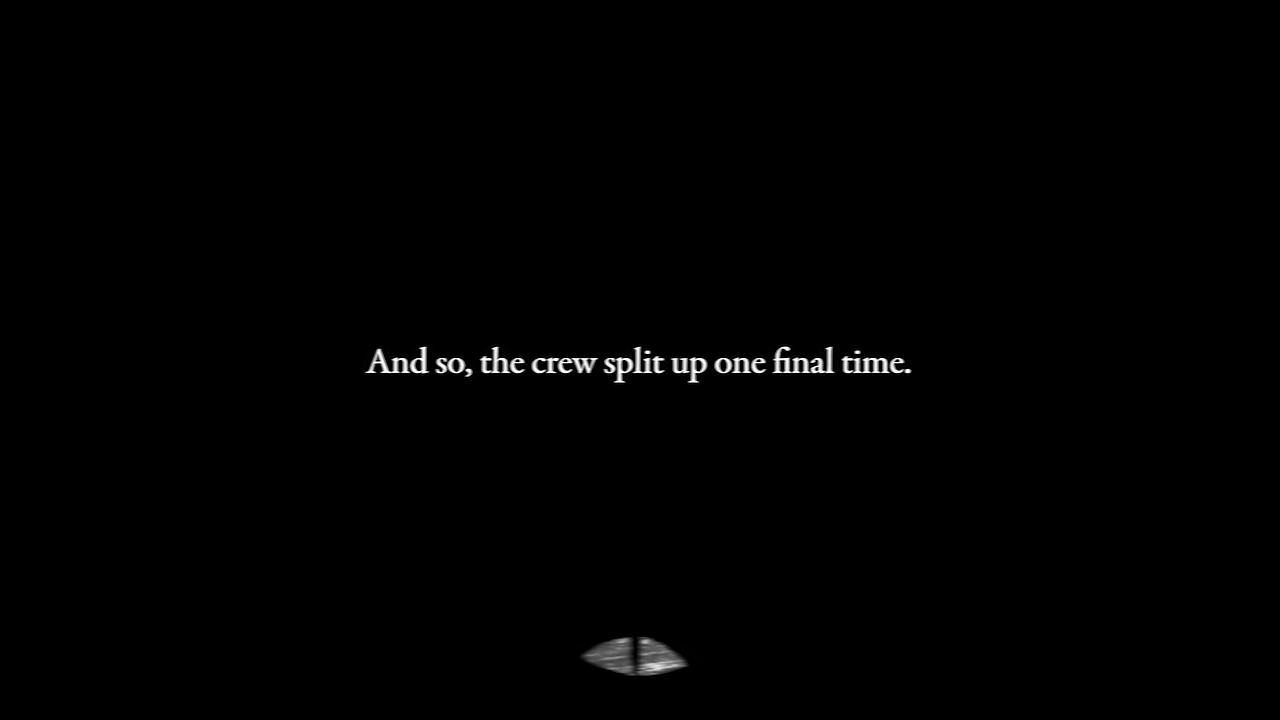 And so, the crew split up one final time.